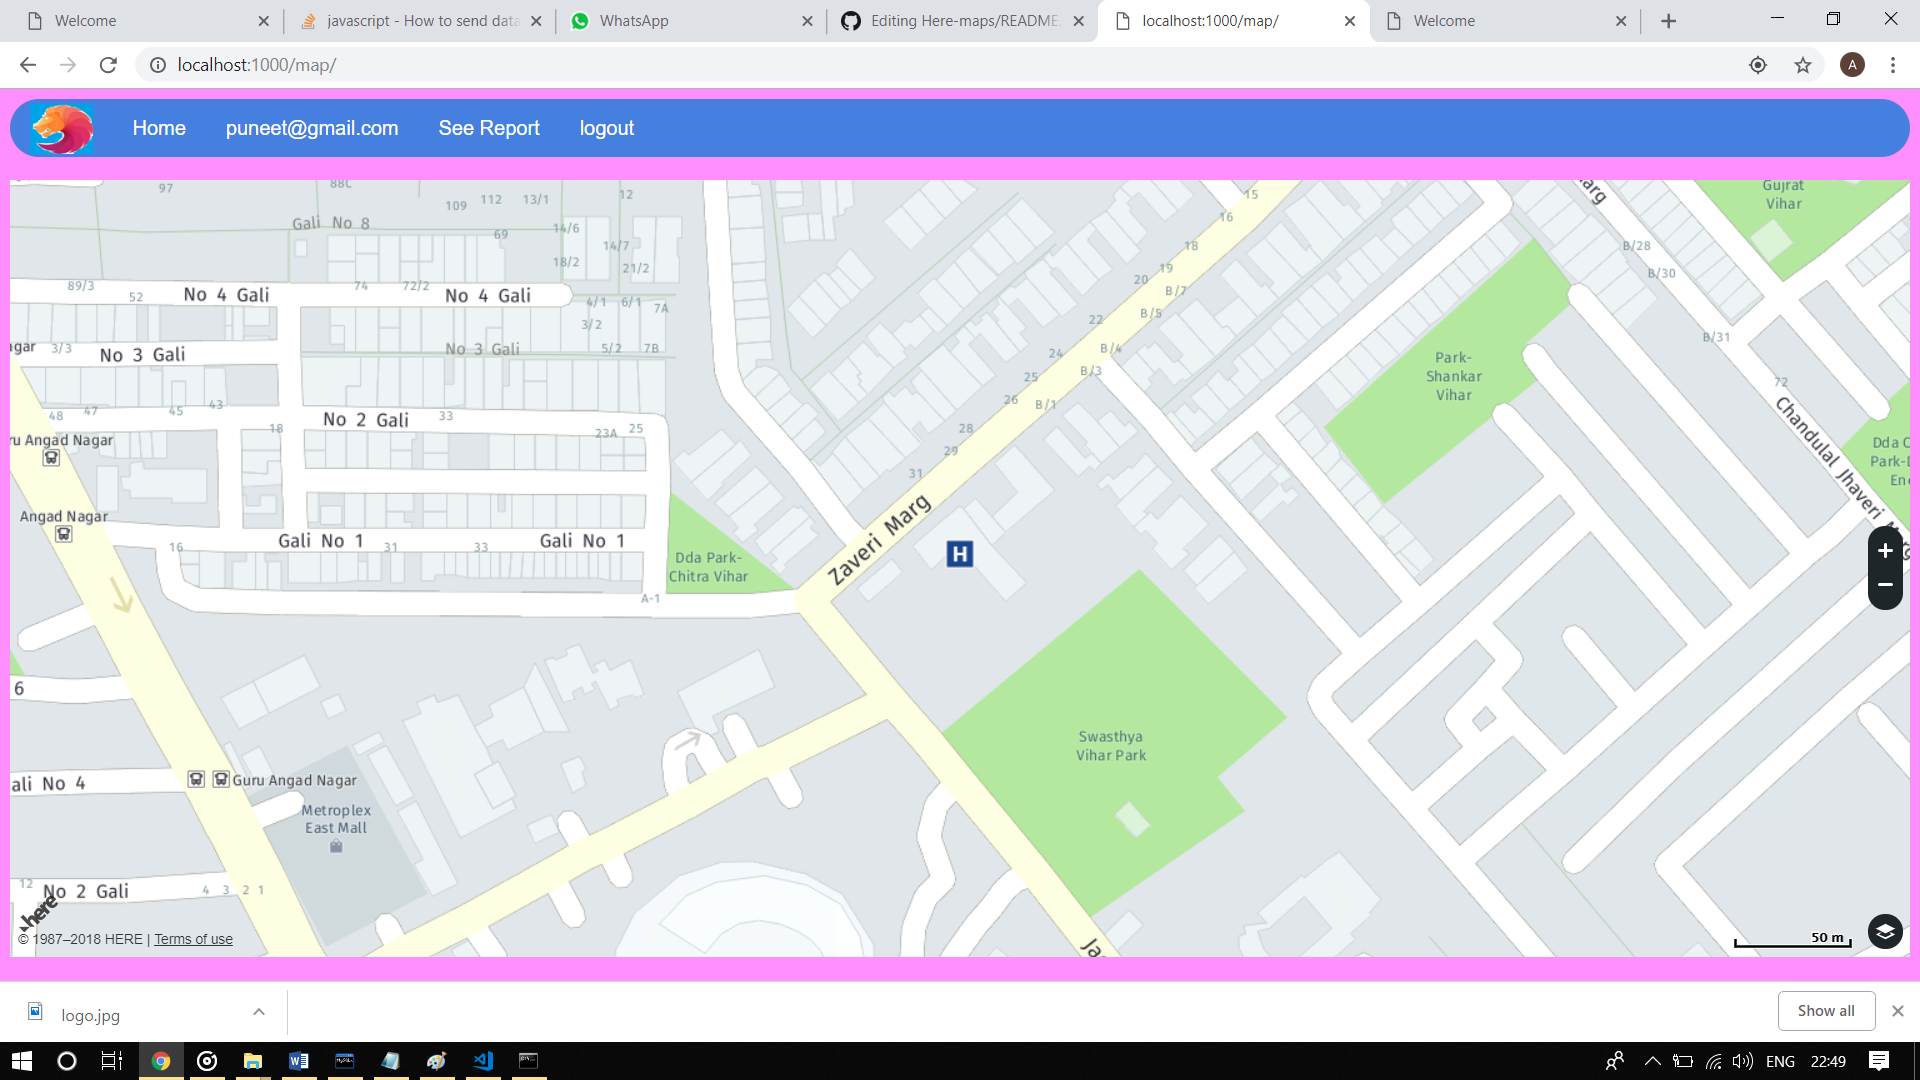 Welcome
javascript - How to send data
WhatsApp
Editing Here-maps/README.
localhost:1000/map/
Welcome
localhost:1000/map/
A
Home
puneet@gmail.com
See Report
logout
97
88C
109
112
13/1
12
15
Gujrat
Vihar
Gali No 8
69
14/6
14/7
16
18
B/28
18/2
21/2
19
B/30
89/3
52
No 4 Gali
74
72/2
No 4 Gali
4/1
6/1
7A
20
B/7
3/2
22
B/5
B/31
agar
3/3
No 3 Gali
No 3 Gali
5/2
7B
24
B/4
Park-
Shankar
Vihar
25
B/3
72
48
47
45
43
No 2 Gali
33
26
B/1
18
23A
25
28
ru Angad Nagar
29
Dda
Park-
31
Chandulal Jhaveri
Angad Nagar
Zaveri Marg
16
Gali No 1
31
33
Gali No 1
H
Dda Park-
Chitra Vihar
A-1
+
−
6
Swasthya
Vihar Park
ali No 4
Guru Angad Nagar
Metroplex
East Mall
12
No 2 Gali
4 3 2 1
here
© 1987–2018 HERE | Terms of use
50 m
logo.jpg
Show all
ENG
22:49